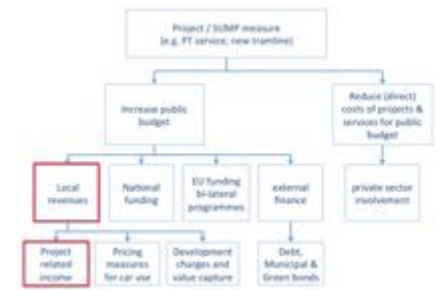 Project / SUMP measure
(e.g. PT service; new tramline)
Increase public
budget
Reduce (direct)
costs of projects &
services for public
budget
Local
revenues
National
funding
EU funding
bi-lateral
programmes
external
finance
private sector
involvement
Project
related
income
Pricing
measures
for car use
Development
charges and
value capture
Debt,
Municipal &
Green bonds